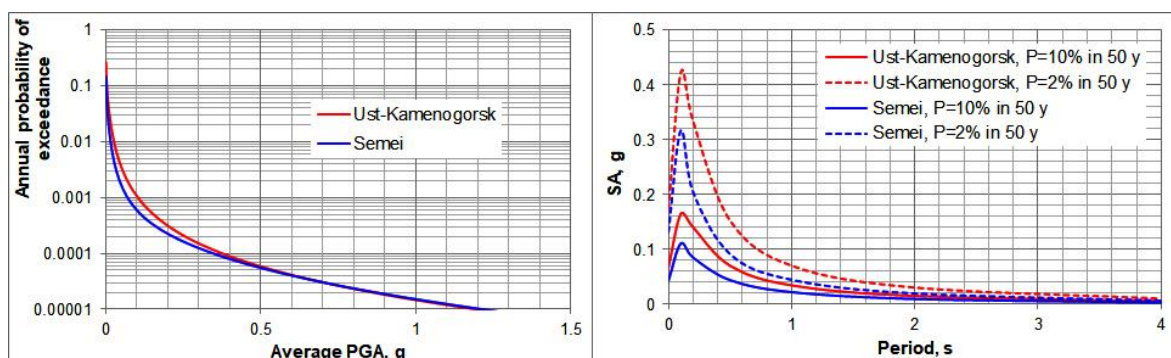 Annual probability of
exceedance
1
0.1
0.01
0.001
0.0001
0.00001
Ust-Kamenogorsk
Semei
0
0.5
1
1.5
Average PGA, g
SA, g
0.5
0.4
0.3
0.2
0.1
0
Ust-Kamenogorsk, P=10% in 50 y
Ust-Kamenogorsk, P=2% in 50 y
Semei, P=10% in 50 y
Semei, P=2% in 50 y
0
1
2
3
4
Period, s